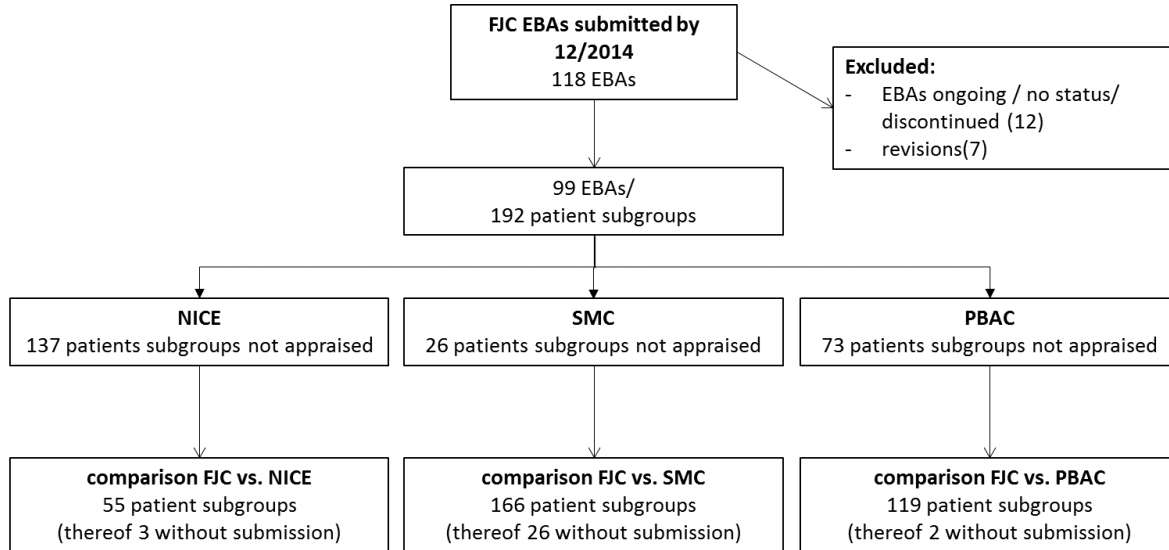 FJC EBAs submitted by
12/2014
118 EBAs
Excluded:
- EBAs ongoing / no status/
discontinued (12)
- revisions(7)
99 EBAs/
192 patient subgroups
NICE
137 patients subgroups not appraised
SMC
26 patients subgroups not appraised
PBAC
73 patients subgroups not appraised
comparison FJC vs. NICE
55 patient subgroups
(thereof 3 without submission)
comparison FJC vs. SMC
166 patient subgroups
(thereof 26 without submission)
comparison FJC vs. PBAC
119 patient subgroups
(thereof 2 without submission)